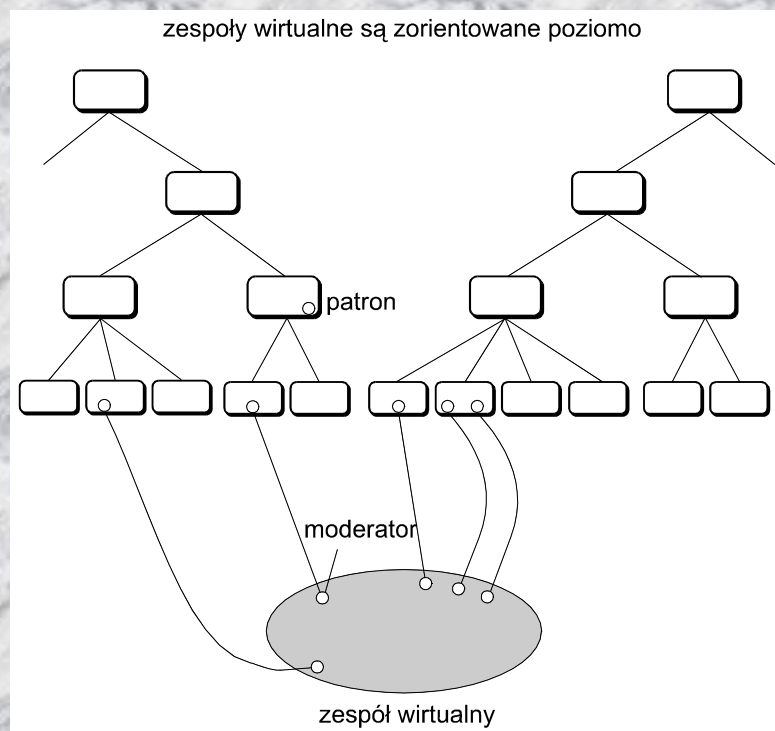 zespoły wirtualne są zorientowane poziomo
patron
moderator
zespół wirtualny